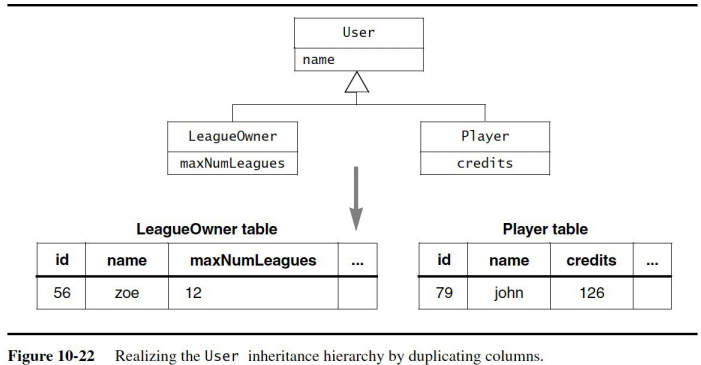 User
name
LeagueOwner
maxNumLeagues
Player
credits
LeagueOwner table
id name maxNumLeagues ...
56 zoe 12
Player table
id name credits ...
79 john 126
Figure 10-22 Realizing the User inheritance hierarchy by duplicating columns.